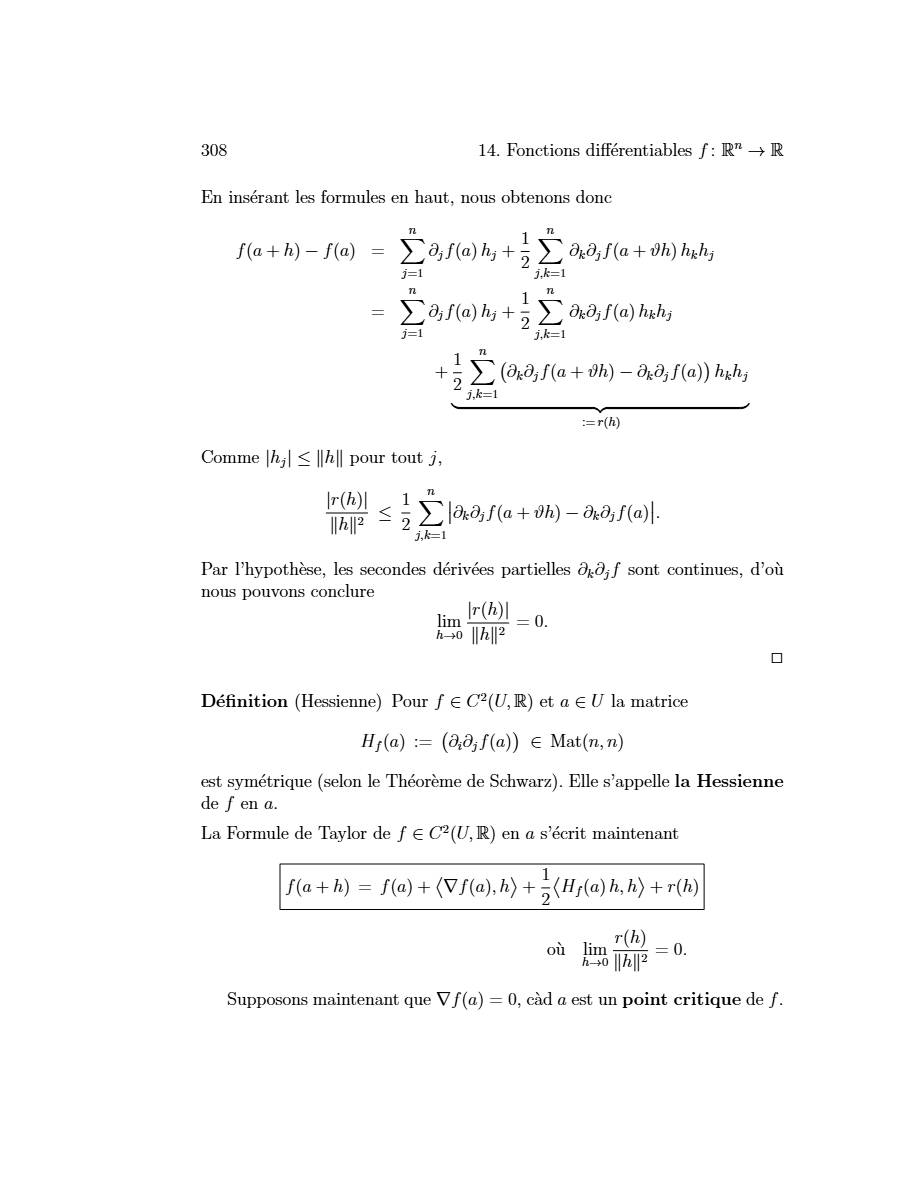 308 14. Fonctions différentiables f : ℝⁿ → ℝ
En insérant les formules en haut, nous obtenons donc
f(a + h) − f(a) = ∑_{j=1}^{n} ∂_j f(a) h_j + 1/2 ∑_{j,k=1}^{n} ∂_k∂_j f(a + ϑh) h_k h_j
= ∑_{j=1}^{n} ∂_j f(a) h_j + 1/2 ∑_{j,k=1}^{n} ∂_k∂_j f(a) h_k h_j
+ 1/2 ∑_{j,k=1}^{n} (∂_k∂_j f(a + ϑh) − ∂_k∂_j f(a)) h_k h_j
:= r(h)
Comme |h_j| ≤ ‖h‖ pour tout j,
|r(h)| / ‖h‖² ≤ 1/2 ∑_{j,k=1}^{n} |∂_k∂_j f(a + ϑh) − ∂_k∂_j f(a)|.
Par l'hypothèse, les secondes dérivées partielles ∂_k∂_j f sont continues, d'où
nous pouvons conclure
lim_{h→0} |r(h)| / ‖h‖² = 0.
□
Définition (Hessienne) Pour f ∈ C²(U, ℝ) et a ∈ U la matrice
H_f(a) := (∂_i∂_j f(a)) ∈ Mat(n, n)
est symétrique (selon le Théorème de Schwarz). Elle s'appelle la Hessienne
de f en a.
La Formule de Taylor de f ∈ C²(U, ℝ) en a s'écrit maintenant
f(a + h) = f(a) + ⟨∇f(a), h⟩ + 1/2 ⟨H_f(a) h, h⟩ + r(h)
où lim_{h→0} r(h) / ‖h‖² = 0.
Supposons maintenant que ∇f(a) = 0, càd a est un point critique de f.